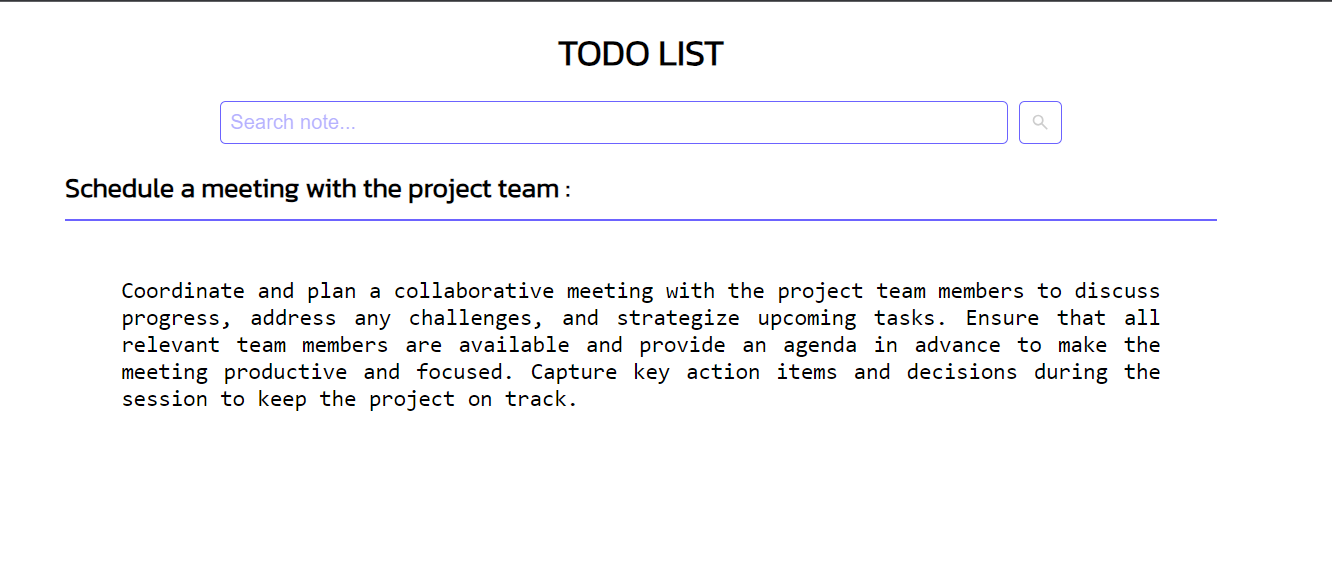 TODO LIST
Search note...
Schedule a meeting with the project team :
Coordinate and plan a collaborative meeting with the project team members to discuss
progress, address any challenges, and strategize upcoming tasks. Ensure that all
relevant team members are available and provide an agenda in advance to make the
meeting productive and focused. Capture key action items and decisions during the
session to keep the project on track.